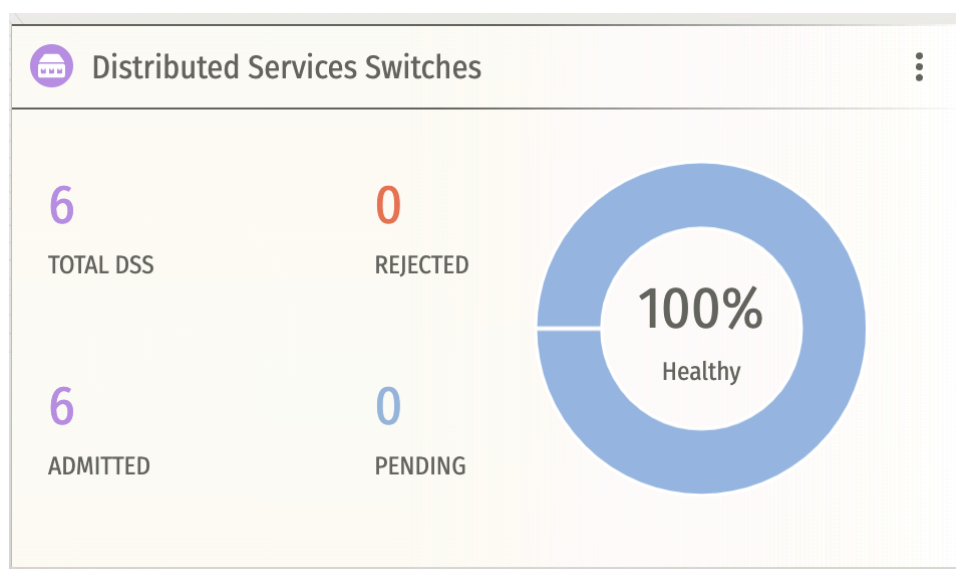 Distributed Services Switches
6
TOTAL DSS
0
REJECTED
6
ADMITTED
0
PENDING
100%
Healthy